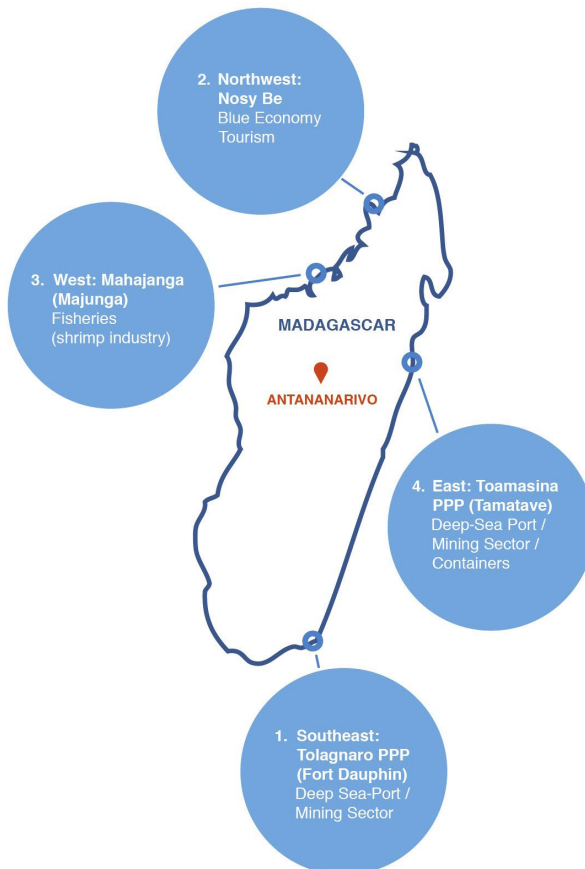 2. Northwest:
Nosy Be
Blue Economy
Tourism
3. West: Mahajanga
(Majunga)
Fisheries
(shrimp industry)
MADAGASCAR
ANTANANARIVO
4. East: Toamasina
PPP (Tamatave)
Deep-Sea Port /
Mining Sector /
Containers
1. Southeast:
Tolagnaro PPP
(Fort Dauphin)
Deep Sea-Port /
Mining Sector